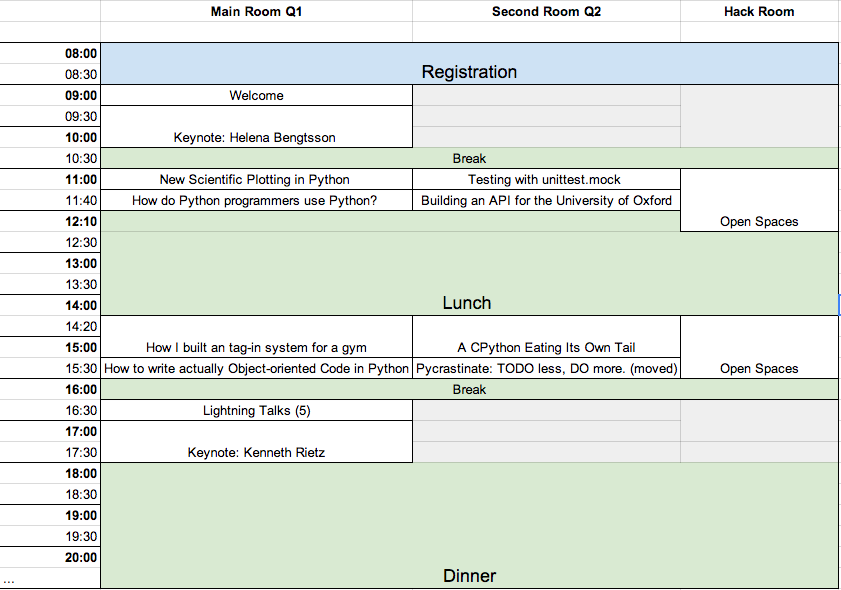 Main Room Q1 Second Room Q2 Hack Room
08:00
08:30 Registration
09:00 Welcome
09:30
10:00 Keynote: Helena Bengtsson
10:30 Break
11:00 New Scientific Plotting in Python Testing with unittest.mock
11:40 How do Python programmers use Python? Building an API for the University of Oxford
12:10 Open Spaces
12:30
13:00
13:30
14:00 Lunch
14:20
15:00 How I built an tag-in system for a gym A CPython Eating Its Own Tail
15:30 How to write actually Object-oriented Code in Python Pycrastinate: TODO less, DO more. (moved) Open Spaces
16:00 Break
16:30 Lightning Talks (5)
17:00
17:30 Keynote: Kenneth Rietz
18:00
18:30
19:00
19:30
20:00
... Dinner